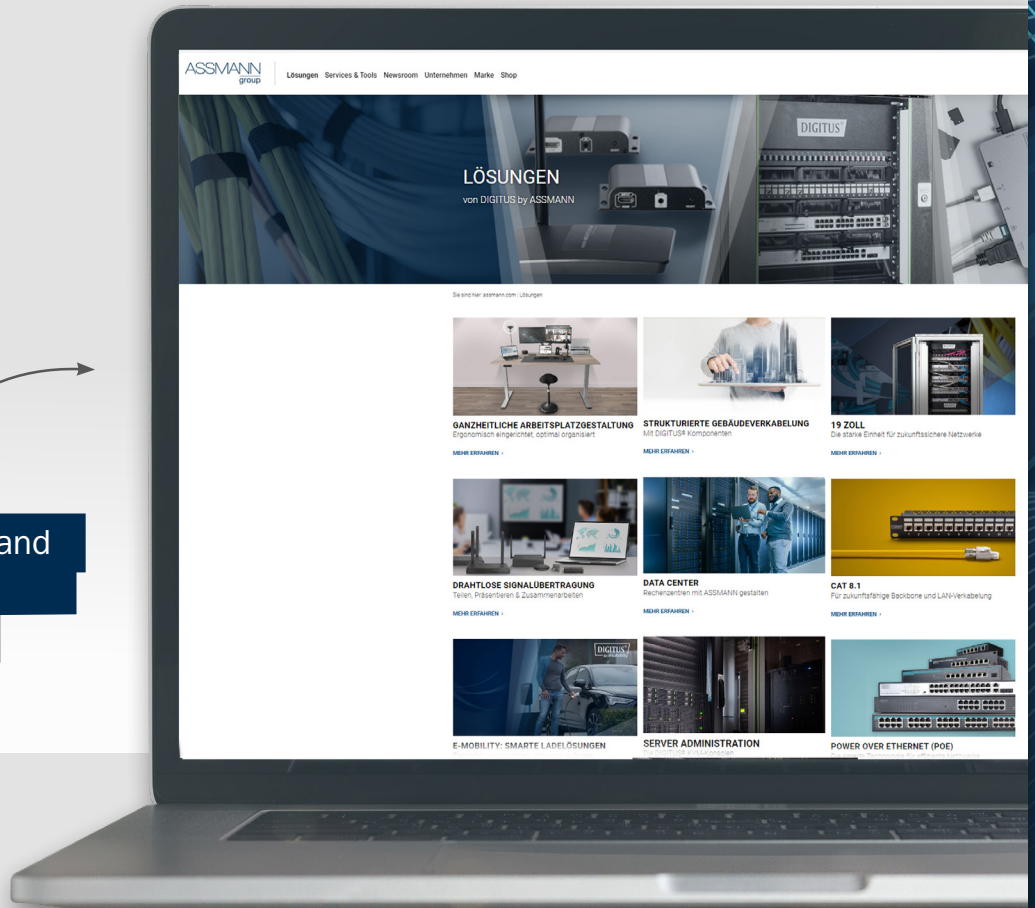 ASSMANN
group
Lösungen Services & Tools Newsroom Unternehmen Marke Shop
DIGITUS®
LÖSUNGEN
von DIGITUS by ASSMANN
Sie sind hier: assmann.com | Lösungen
GANZHEITLICHE ARBEITSPLATZGESTALTUNG
Ergonomisch eingerichtet, optimal organisiert
MEHR ERFAHREN ›
STRUKTURIERTE GEBÄUDEVERKABELUNG
Mit DIGITUS® Komponenten
MEHR ERFAHREN ›
19 ZOLL
Die starke Einheit für zukunftssichere Netzwerke
MEHR ERFAHREN ›
and
DRAHTLOSE SIGNALÜBERTRAGUNG
Teilen, Präsentieren & Zusammenarbeiten
MEHR ERFAHREN ›
DATA CENTER
Rechenzentren mit ASSMANN gestalten
MEHR ERFAHREN ›
CAT 8.1
Für zukunftsfähige Backbone und LAN-Verkabelung
MEHR ERFAHREN ›
DIGITUS®
E-MOBILITY: SMARTE LADELÖSUNGEN
SERVER ADMINISTRATION
Die DIGITUS® KVM-Konsolen
POWER OVER ETHERNET (POE)